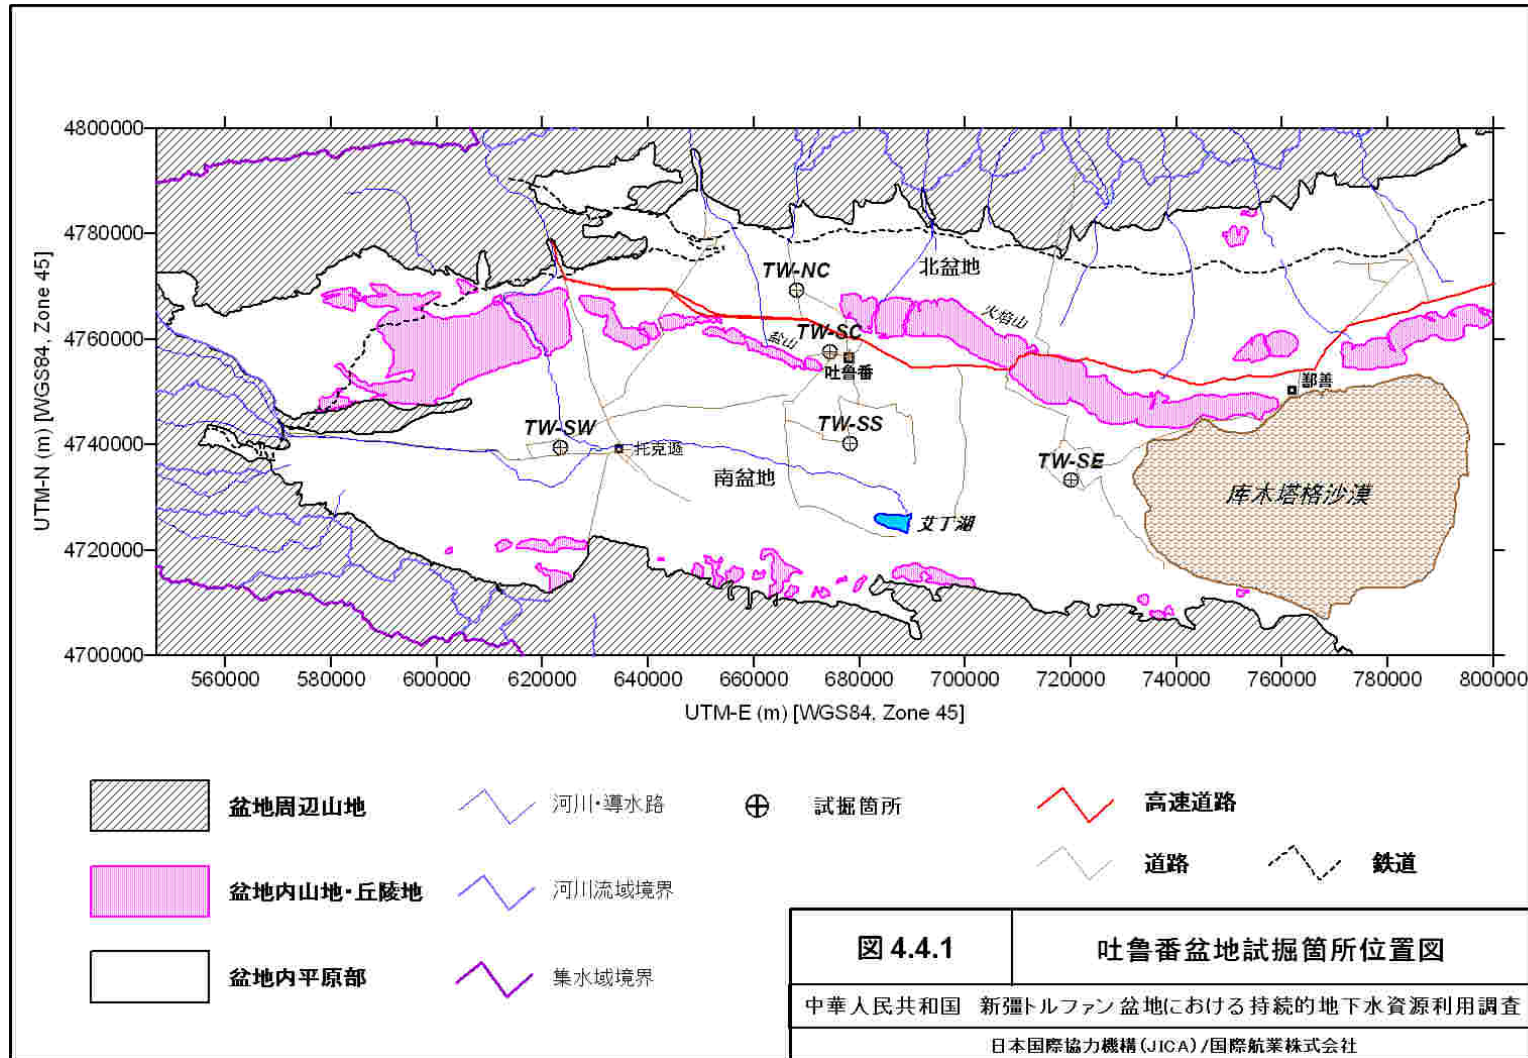 4800000
4780000
4760000
4740000
4720000
4700000
UTM-N (m) [WGS84, Zone 45]
北盆地
TW-NC
火焰山
TW-SC
盐山
吐鲁番
鄯善
TW-SW
托克逊
TW-SS
南盆地
TW-SE
库木塔格沙漠
艾丁湖
560000 580000 600000 620000 640000 660000 680000 700000 720000 740000 760000 780000 800000
UTM-E (m) [WGS84, Zone 45]
盆地周辺山地 河川・導水路 試掘箇所 高速道路
道路 鉄道
盆地内山地・丘陵地 河川流域境界
盆地内平原部 集水域境界
図 4.4.1 吐魯番盆地試掘箇所位置図
中華人民共和国 新疆トルファン盆地における持続的地下水資源利用調査
日本国際協力機構(JICA)/国際航業株式会社